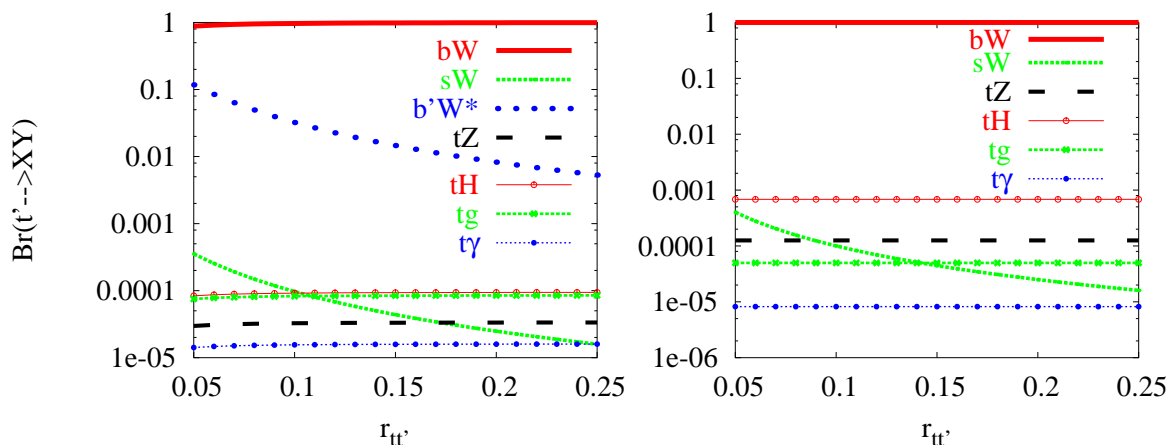 Br(t'-->XY)
1
0.1
0.01
0.001
0.0001
1e-05
bW
sW
b'W*
tZ
tH
tg
tγ
0.05 0.1 0.15 0.2 0.25
r_tt'
1
0.1
0.01
0.001
0.0001
1e-05
1e-06
bW
sW
tZ
tH
tg
tγ
0.05 0.1 0.15 0.2 0.25
r_tt'